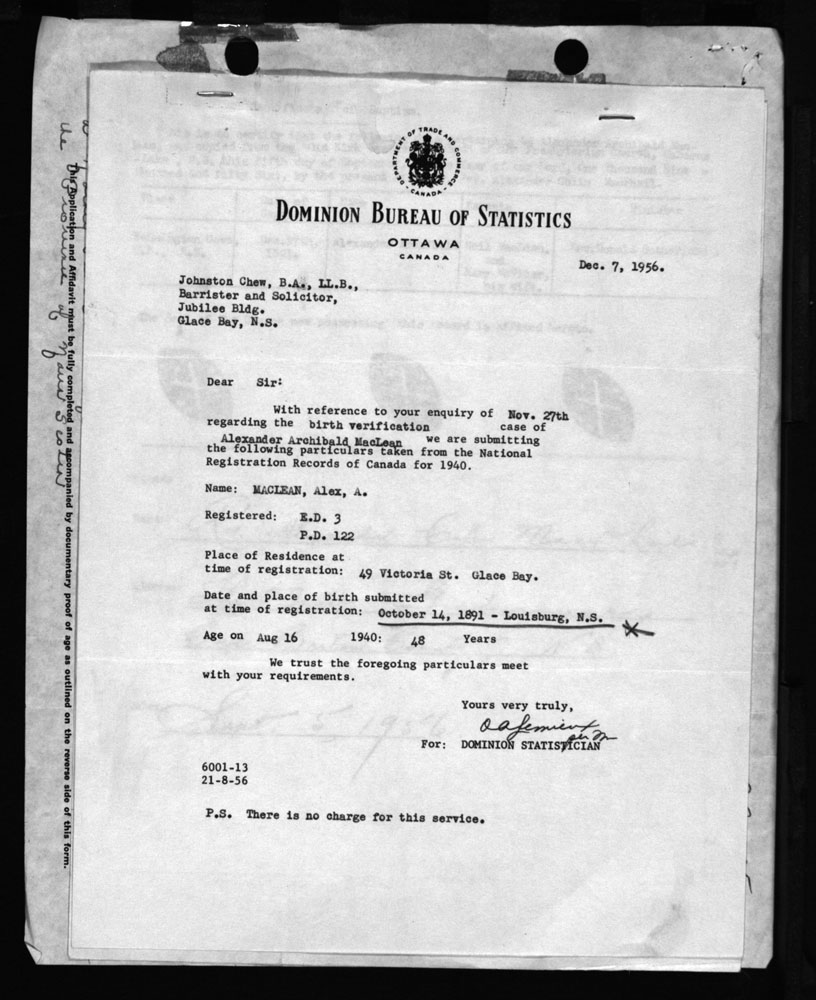 DEPARTMENT OF TRADE AND COMMERCE
CANADA
DOMINION BUREAU OF STATISTICS
OTTAWA
CANADA
Dec. 7, 1956.
Johnston Chew, B.A., LL.B.,
Barrister and Solicitor,
Jubilee Bldg.
Glace Bay, N.S.
Dear Sir:
With reference to your enquiry of Nov. 27th
regarding the birth verification case of
Alexander Archibald MacLean we are submitting
the following particulars taken from the National
Registration Records of Canada for 1940.
Name: MACLEAN, Alex, A.
Registered: E.D. 3
P.D. 122
Place of Residence at
time of registration: 49 Victoria St. Glace Bay.
Date and place of birth submitted
at time of registration: October 14, 1891 - Louisburg, N.S.
Age on Aug 16 1940: 48 Years
We trust the foregoing particulars meet
with your requirements.
Yours very truly,
For: DOMINION STATISTICIAN
6001-13
21-8-56
P.S. There is no charge for this service.
This Application and Affidavit must be fully completed and accompanied by documentary proof of age as outlined on the reverse side of this form.
the Province of Nova Scotia